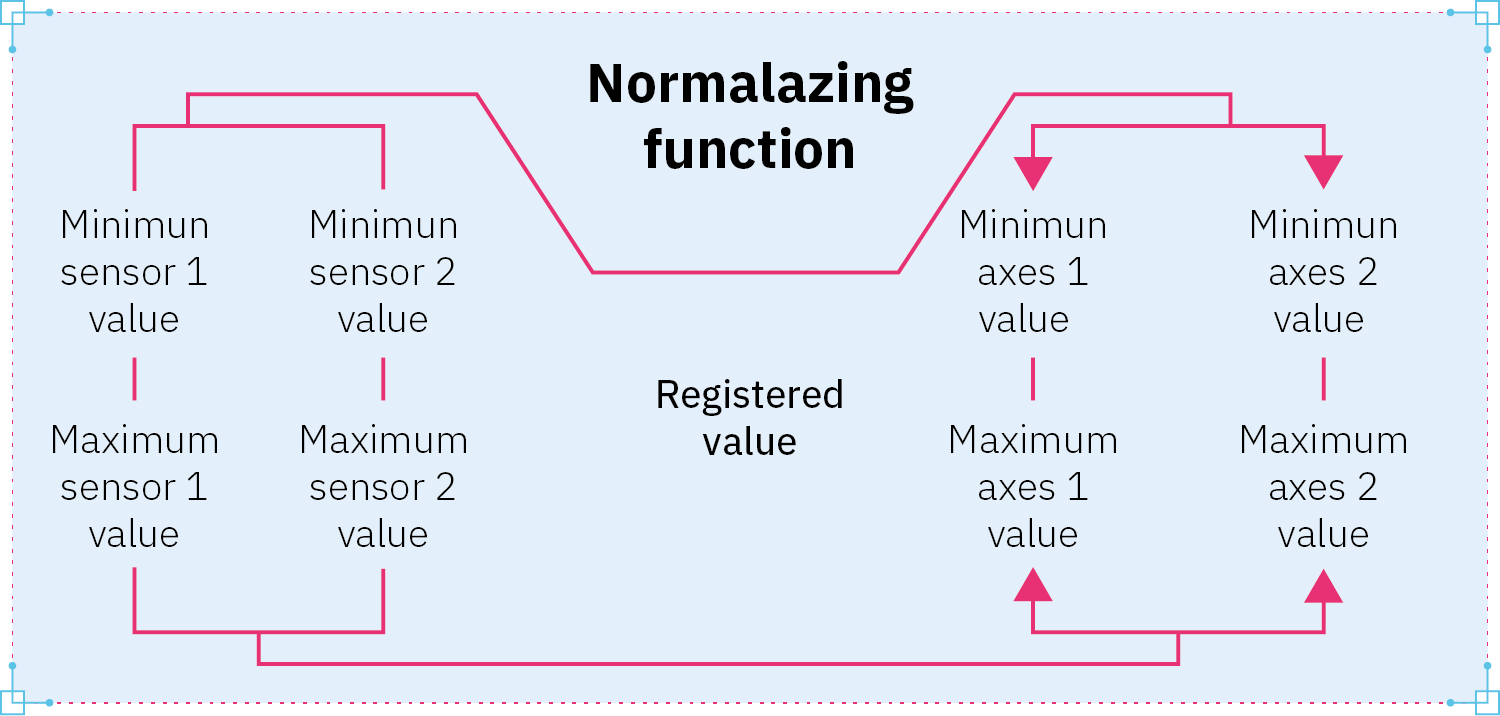 Normalazing
function
Minimun
sensor 1
value
Minimun
sensor 2
value
Minimun
axes 1
value
Minimun
axes 2
value
Registered
value
Maximum
sensor 1
value
Maximum
sensor 2
value
Maximum
axes 1
value
Maximum
axes 2
value